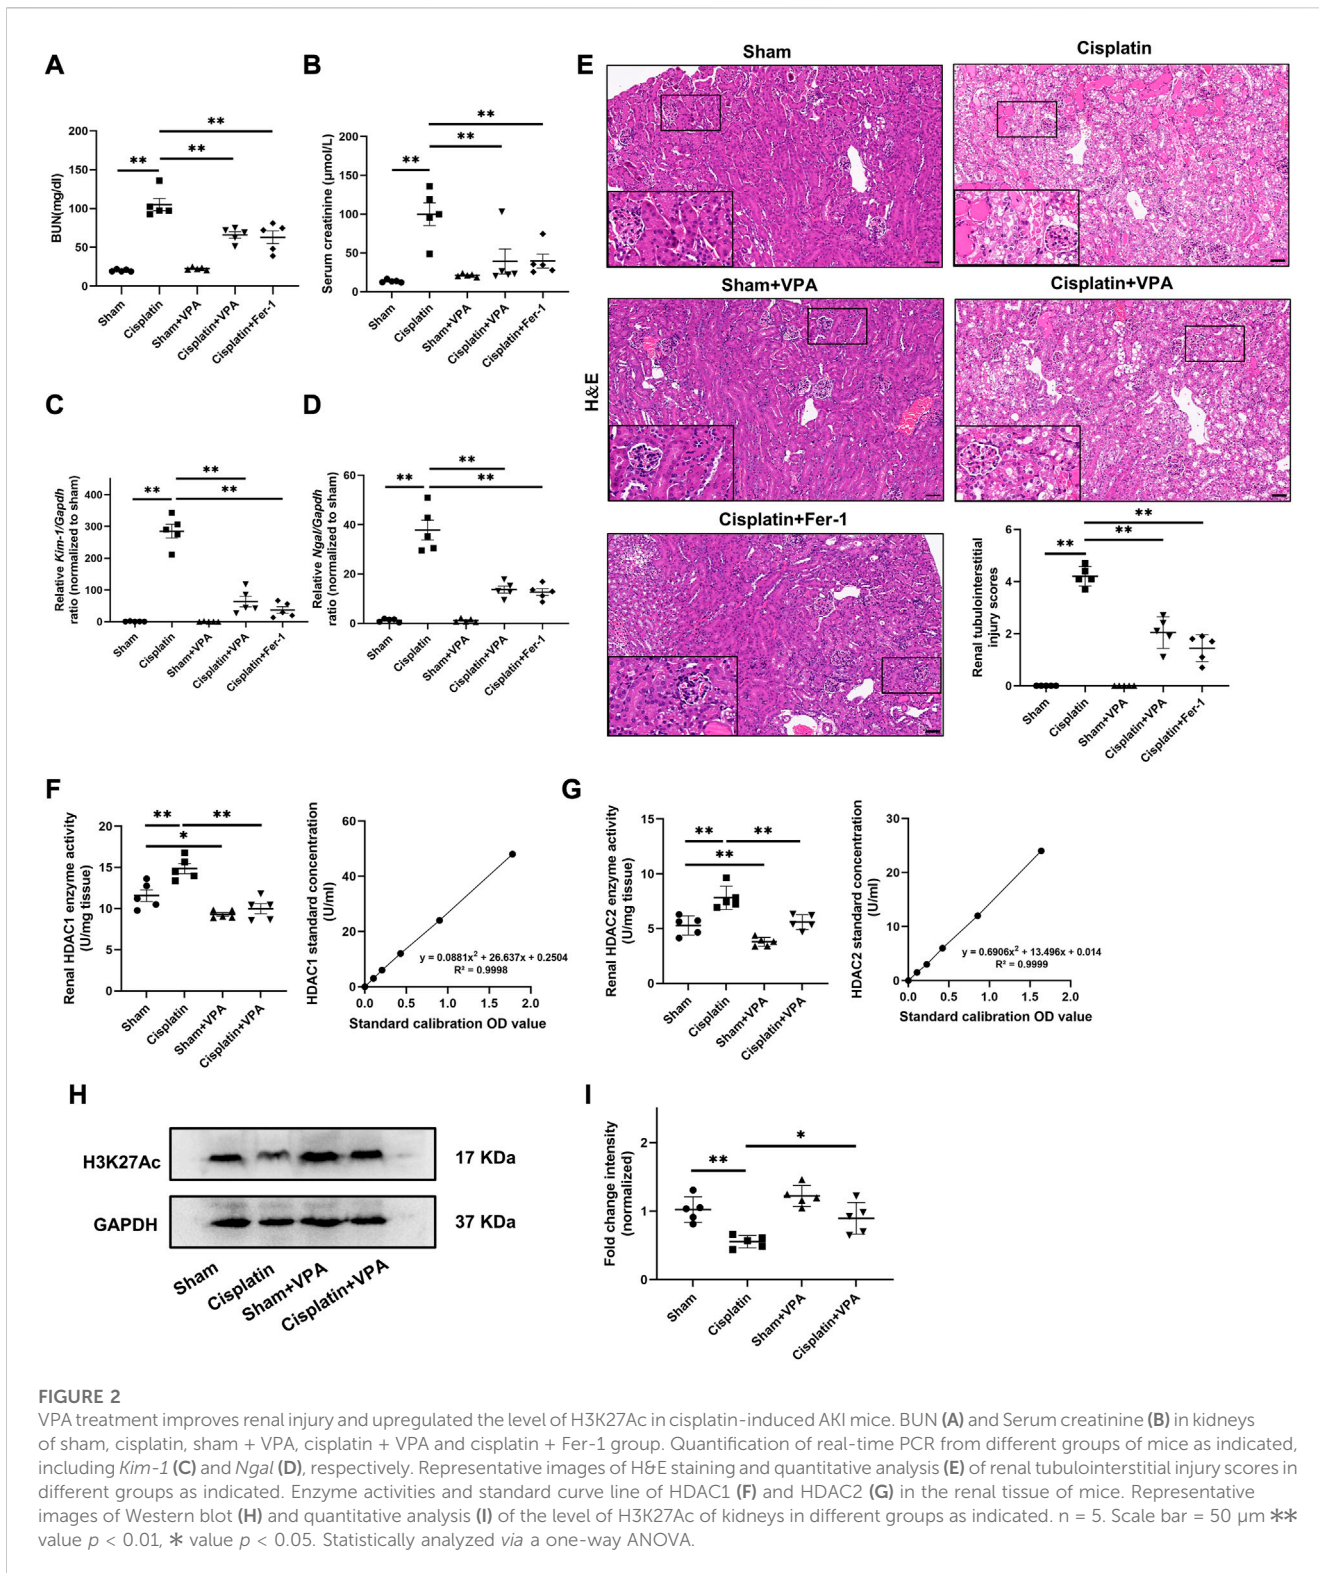 A
BUN(mg/dl)
200
150
100
50
0
**
**
**
Sham
Cisplatin
Sham+VPA
Cisplatin+VPA
Cisplatin+Fer-1
B
Serum creatinine (μmol/L)
200
150
100
50
0
**
**
**
Sham
Cisplatin
Sham+VPA
Cisplatin+VPA
Cisplatin+Fer-1
C
Relative Kim-1/Gapdh
ratio (normalized to sham)
400
300
200
100
0
**
**
**
Sham
Cisplatin
Sham+VPA
Cisplatin+VPA
Cisplatin+Fer-1
D
Relative Ngal/Gapdh
ratio (normalized to sham)
60
40
20
0
**
**
**
Sham
Cisplatin
Sham+VPA
Cisplatin+VPA
Cisplatin+Fer-1
E
Sham
Cisplatin
Sham+VPA
Cisplatin+VPA
H&E
Cisplatin+Fer-1
Renal tubulointerstitial
injury scores
6
4
2
0
**
**
**
Sham
Cisplatin
Sham+VPA
Cisplatin+VPA
Cisplatin+Fer-1
F
Renal HDAC1 enzyme activity
(U/mg tissue)
20
15
10
5
0
**
**
*
Sham
Cisplatin
Sham+VPA
Cisplatin+VPA
HDAC1 standard concentration
(U/ml)
60
40
20
0
y = 0.0881x² + 26.637x + 0.2504
R² = 0.9998
0.0 0.5 1.0 1.5 2.0
Standard calibration OD value
G
Renal HDAC2 enzyme activity
(U/mg tissue)
15
10
5
0
**
**
**
Sham
Cisplatin
Sham+VPA
Cisplatin+VPA
HDAC2 standard concentration
(U/ml)
30
20
10
0
y = 0.6906x² + 13.496x + 0.014
R² = 0.9999
0.0 0.5 1.0 1.5 2.0
Standard calibration OD value
H
H3K27Ac
17 KDa
GAPDH
37 KDa
Sham
Cisplatin
Sham+VPA
Cisplatin+VPA
I
Fold change intensity
(normalized)
2
1
0
**
*
Sham
Cisplatin
Sham+VPA
Cisplatin+VPA
FIGURE 2
VPA treatment improves renal injury and upregulated the level of H3K27Ac in cisplatin-induced AKI mice. BUN (A) and Serum creatinine (B) in kidneys
of sham, cisplatin, sham + VPA, cisplatin + VPA and cisplatin + Fer-1 group. Quantification of real-time PCR from different groups of mice as indicated,
including Kim-1 (C) and Ngal (D), respectively. Representative images of H&E staining and quantitative analysis (E) of renal tubulointerstitial injury scores in
different groups as indicated. Enzyme activities and standard curve line of HDAC1 (F) and HDAC2 (G) in the renal tissue of mice. Representative
images of Western blot (H) and quantitative analysis (I) of the level of H3K27Ac of kidneys in different groups as indicated. n = 5. Scale bar = 50 μm **
value p < 0.01, * value p < 0.05. Statistically analyzed via a one-way ANOVA.